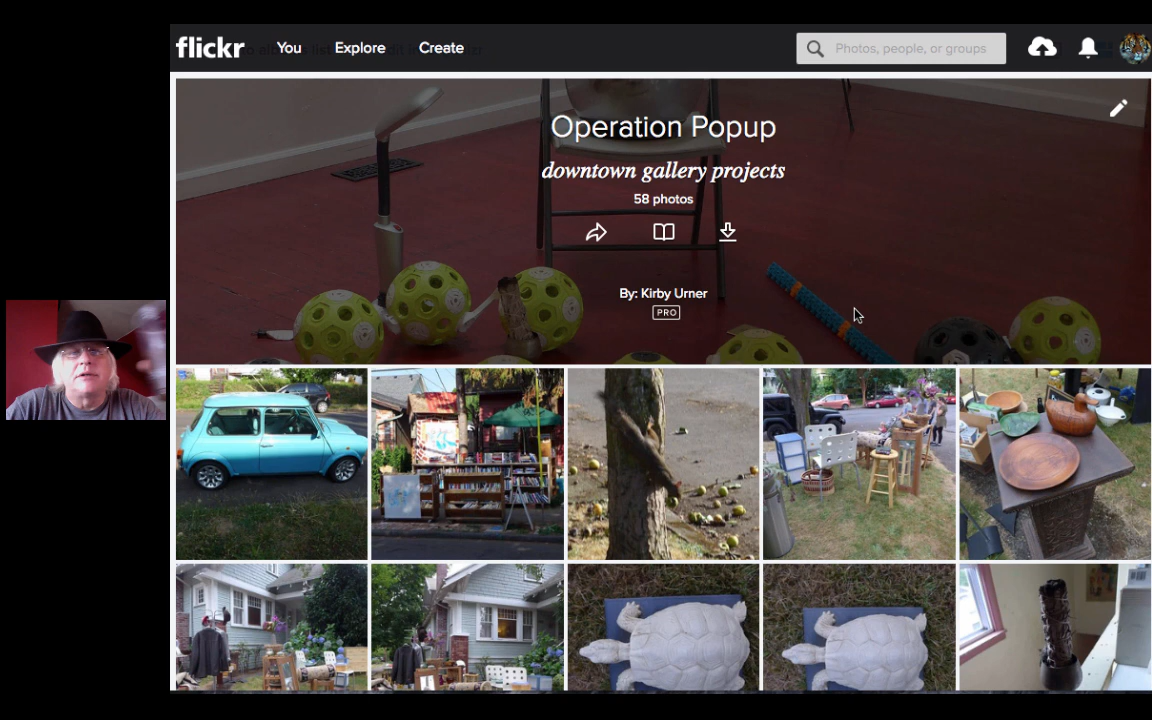 flickr You Explore Create Photos, people, or groups
Operation Popup
downtown gallery projects
58 photos
By: Kirby Urner
PRO